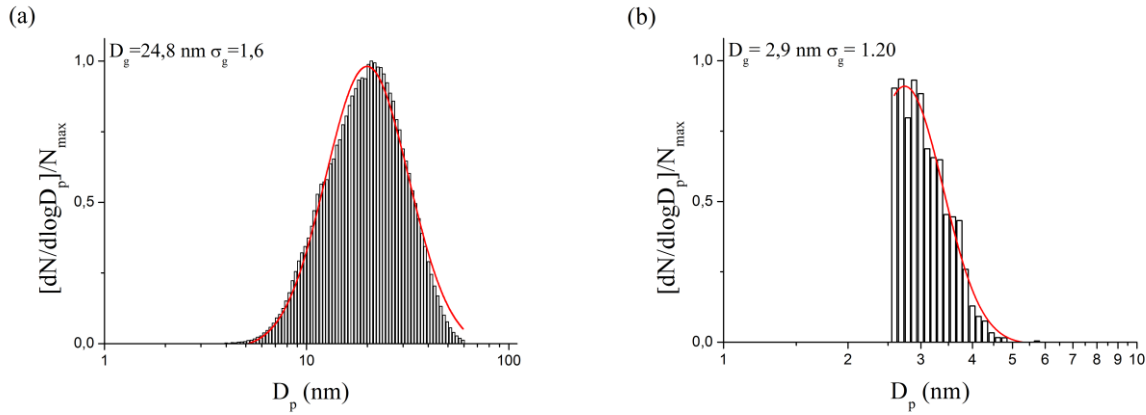 (a)
D_g=24,8 nm σ_g=1,6
[dN/dlogD_p]/N_max
1,0
0,5
0,0
1 10 100
D_p (nm)
(b)
D_g= 2,9 nm σ_g= 1.20
[dN/dlogD_p]/N_max
1,0
0,5
0,0
1 2 3 4 5 6 7 8 9 10
D_p (nm)